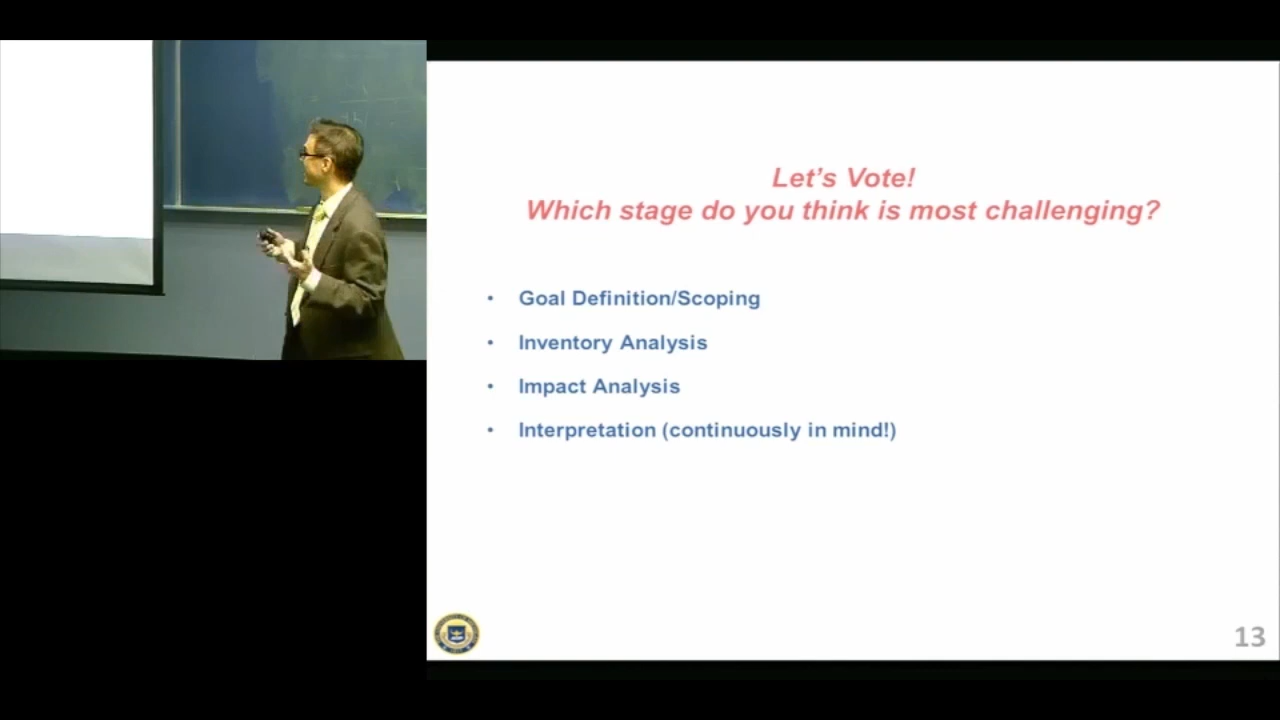 Let's Vote!
Which stage do you think is most challenging?
• Goal Definition/Scoping
• Inventory Analysis
• Impact Analysis
• Interpretation (continuously in mind!)
13